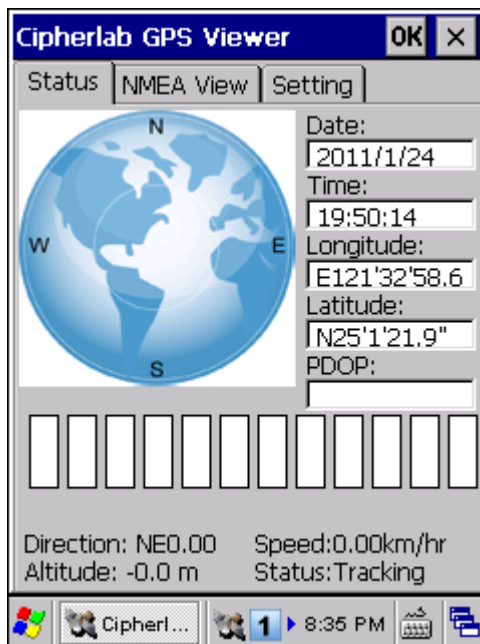 Cipherlab GPS Viewer OK
Status NMEA View Setting
N
W
E
S
Date:
2011/1/24
Time:
19:50:14
Longitude:
E121'32'58.6
Latitude:
N25'1'21.9"
PDOP:
Direction: NE0.00 Speed:0.00km/hr
Altitude: -0.0 m Status:Tracking
Cipherl... 1 8:35 PM